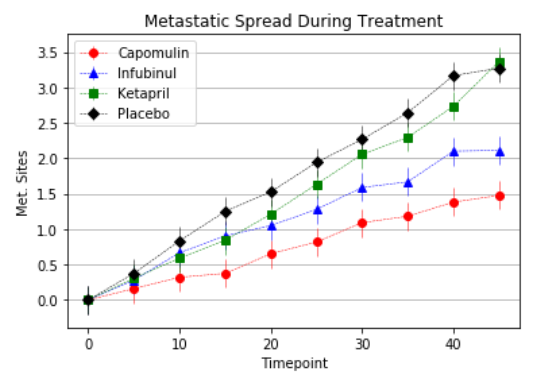 Metastatic Spread During Treatment
Capomulin
Infubinul
Ketapril
Placebo
3.5
3.0
2.5
2.0
1.5
1.0
0.5
0.0
Met. Sites
0 10 20 30 40
Timepoint